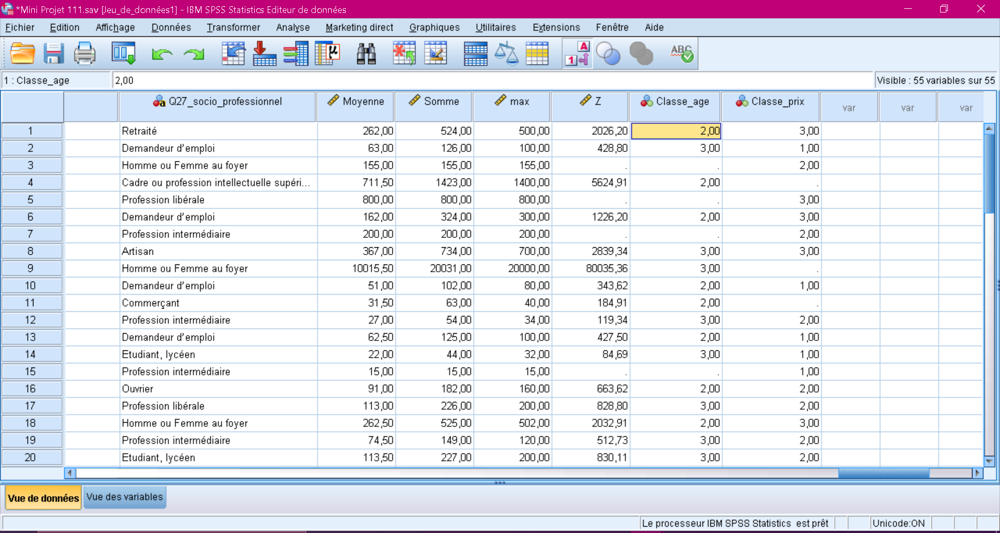 *Mini Projet 111.sav [Jeu_de_données1] - IBM SPSS Statistics Editeur de données
Fichier Edition Affichage Données Transformer Analyse Marketing direct Graphiques Utilitaires Extensions Fenêtre Aide
μ A 1 ABC
1 : Classe_age 2,00 Visible : 55 variables sur 55
a Q27_socio_professionnel Moyenne Somme max Z Classe_age Classe_prix var var var
1 Retraité 262,00 524,00 500,00 2026,20 2,00 3,00
2 Demandeur d'emploi 63,00 126,00 100,00 428,80 3,00 1,00
3 Homme ou Femme au foyer 155,00 155,00 155,00 . . 2,00
4 Cadre ou profession intellectuelle supéri... 711,50 1423,00 1400,00 5624,91 2,00 .
5 Profession libérale 800,00 800,00 800,00 . . 3,00
6 Demandeur d'emploi 162,00 324,00 300,00 1226,20 2,00 3,00
7 Profession intermédiaire 200,00 200,00 200,00 . . 2,00
8 Artisan 367,00 734,00 700,00 2839,34 3,00 3,00
9 Homme ou Femme au foyer 10015,50 20031,00 20000,00 80035,36 3,00 .
10 Demandeur d'emploi 51,00 102,00 80,00 343,62 2,00 1,00
11 Commerçant 31,50 63,00 40,00 184,91 2,00 .
12 Profession intermédiaire 27,00 54,00 34,00 119,34 3,00 2,00
13 Demandeur d'emploi 62,50 125,00 100,00 427,50 2,00 1,00
14 Etudiant, lycéen 22,00 44,00 32,00 84,69 3,00 1,00
15 Profession intermédiaire 15,00 15,00 15,00 . . 1,00
16 Ouvrier 91,00 182,00 160,00 663,62 2,00 2,00
17 Profession libérale 113,00 226,00 200,00 828,80 3,00 2,00
18 Homme ou Femme au foyer 262,50 525,00 502,00 2032,91 2,00 3,00
19 Profession intermédiaire 74,50 149,00 120,00 512,73 3,00 2,00
20 Etudiant, lycéen 113,50 227,00 200,00 830,11 3,00 2,00
Vue de données Vue des variables
Le processeur IBM SPSS Statistics est prêt Unicode:ON